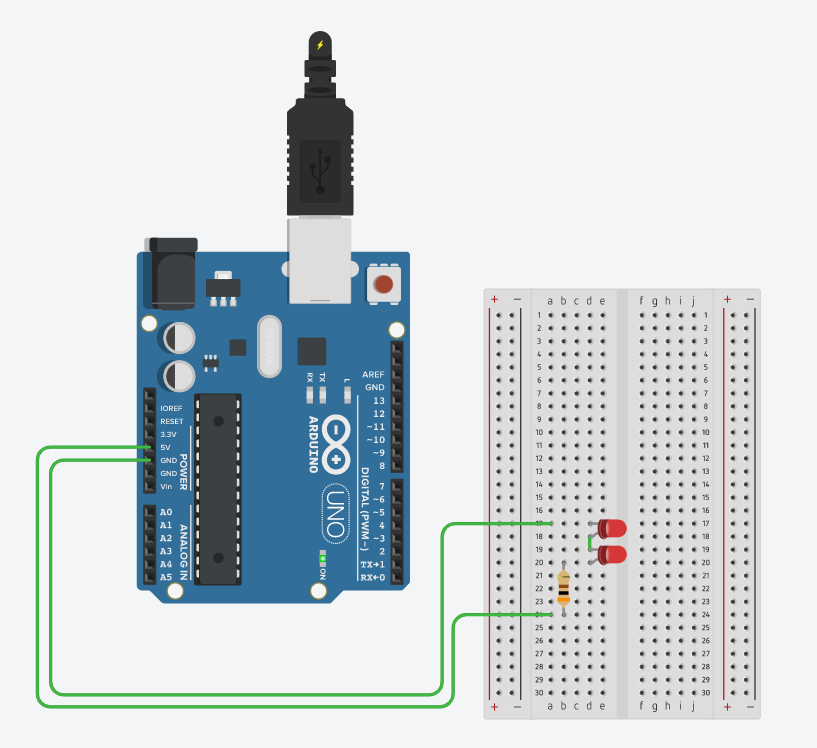 AREF
GND
13
12
~11
~10
~9
8
7
~6
~5
4
~3
2
TX→1
RX←0
IOREF
RESET
3.3V
5V
GND
GND
Vin
POWER
A0
A1
A2
A3
A4
A5
ANALOG IN
RX
TX
L
ARDUINO
UNO
DIGITAL (PWM~)
ON
+ − a b c d e f g h i j + −
1 1
2 2
3 3
4 4
5 5
6 6
7 7
8 8
9 9
10 10
11 11
12 12
13 13
14 14
15 15
16 16
17 17
18 18
19 19
20 20
21 21
22 22
23 23
24 24
25 25
26 26
27 27
28 28
29 29
30 30
+ − a b c d e f g h i j + −